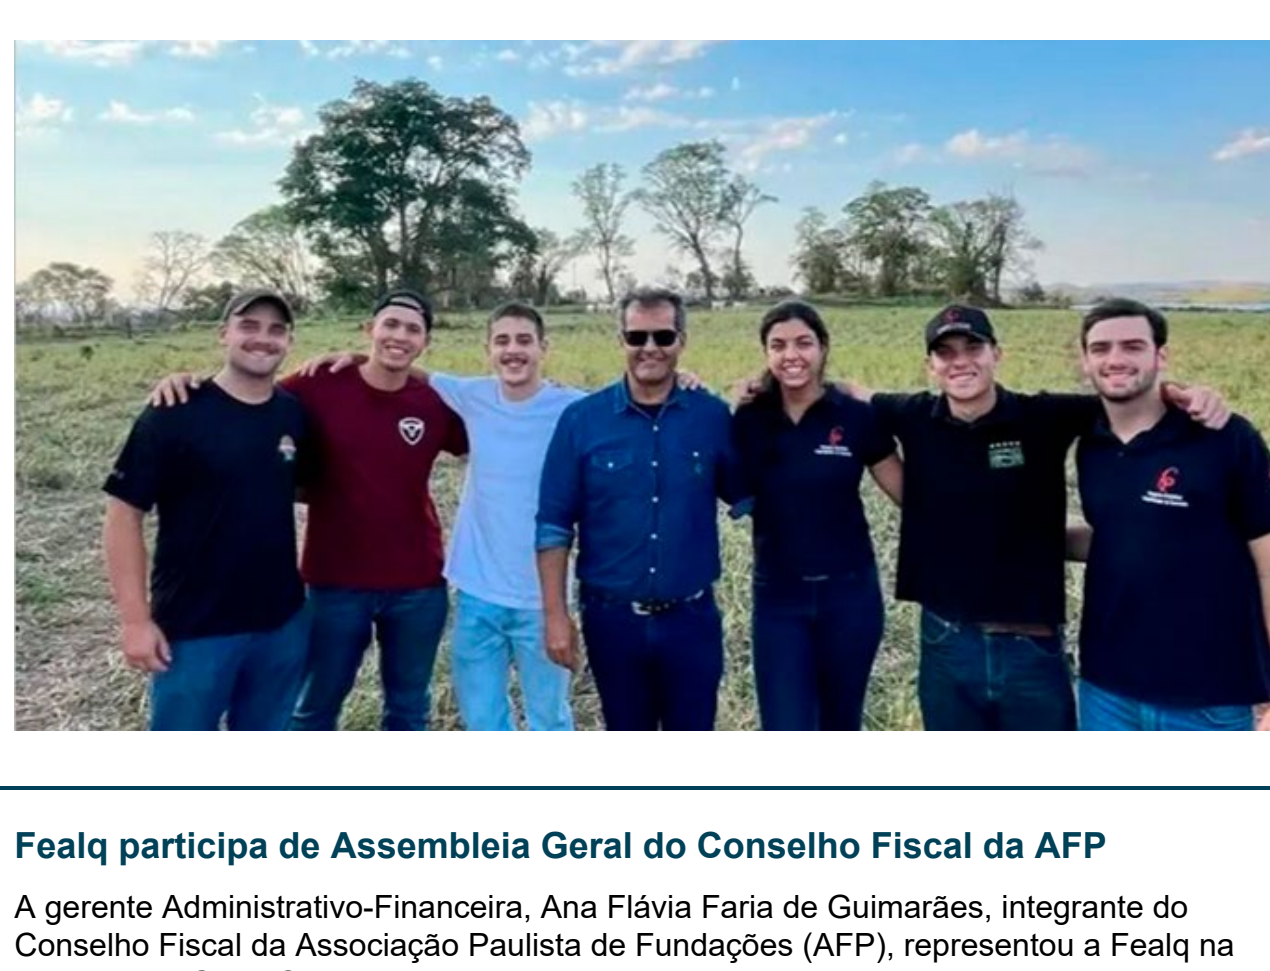 Fealq participa de Assembleia Geral do Conselho Fiscal da AFP
A gerente Administrativo-Financeira, Ana Flávia Faria de Guimarães, integrante do
Conselho Fiscal da Associação Paulista de Fundações (AFP), representou a Fealq na